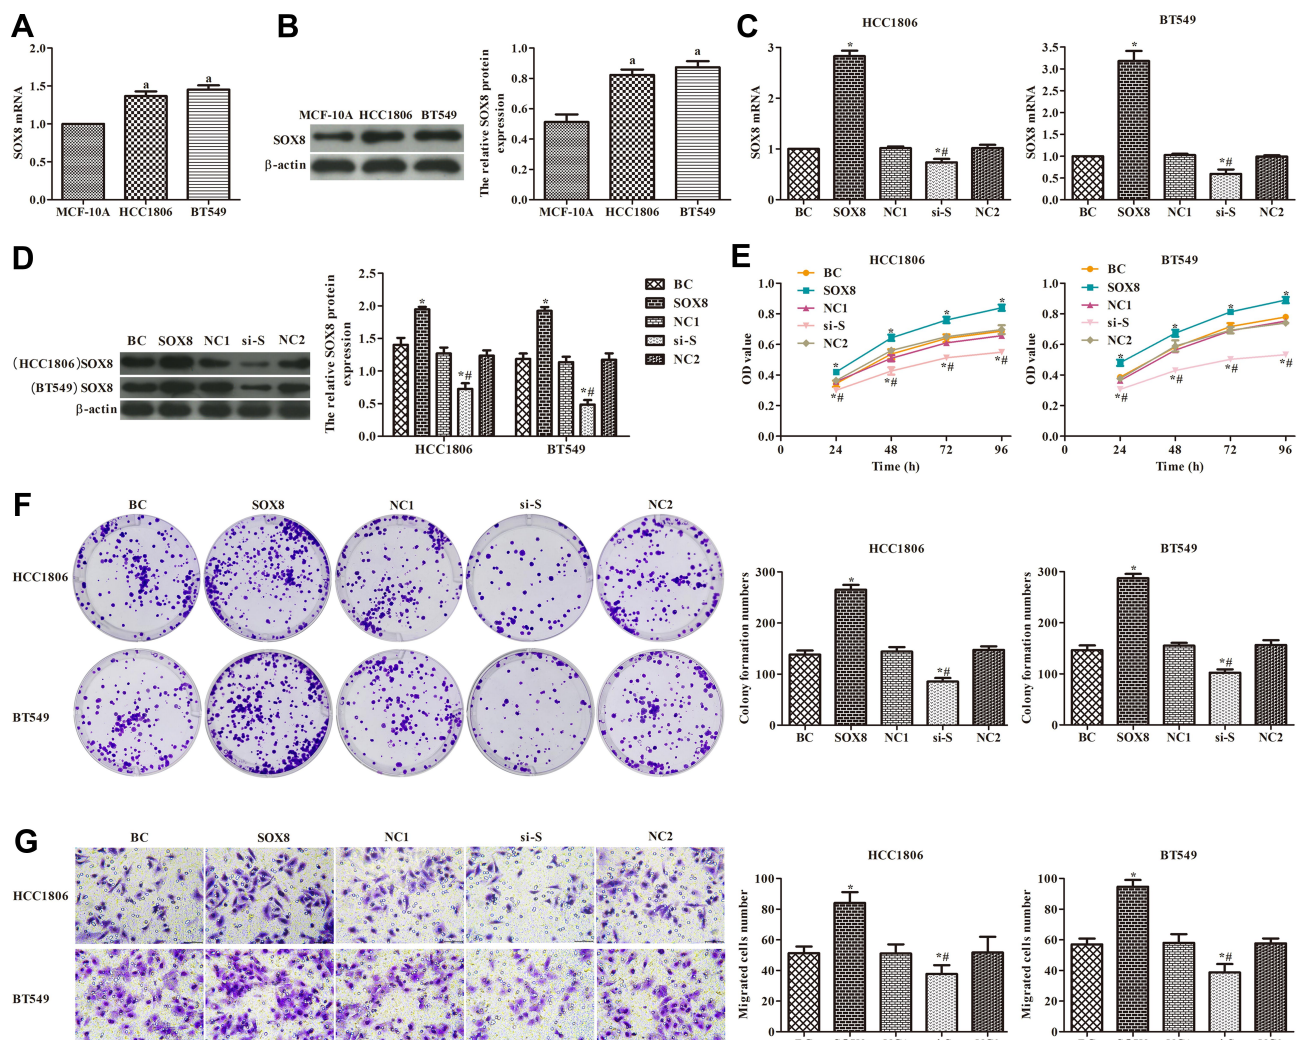 A
B
C
HCC1806
BT549
SOX8 mRNA
2.0
1.5
1.0
0.5
0.0
a
a
MCF-10A HCC1806 BT549
MCF-10A HCC1806 BT549
SOX8
β-actin
The relative SOX8 protein
expression
1.0
0.8
0.6
0.4
0.2
0.0
a
a
MCF-10A HCC1806 BT549
SOX8 mRNA
3
2
1
0
*
*#
BC SOX8 NC1 si-S NC2
SOX8 mRNA
3.5
3.0
2.5
2.0
1.5
1.0
0.5
0.0
*
*#
BC SOX8 NC1 si-S NC2
D
BC SOX8 NC1 si-S NC2
(HCC1806)SOX8
(BT549)SOX8
β-actin
The relative SOX8 protein
expression
2.5
2.0
1.5
1.0
0.5
0.0
*
*#
*
*#
HCC1806 BT549
BC
SOX8
NC1
si-S
NC2
E
HCC1806
BC
SOX8
NC1
si-S
NC2
OD value
1.0
0.8
0.6
0.4
0.2
0.0
* * * *
*# *# *# *#
0 24 48 72 96
Time (h)
BT549
BC
SOX8
NC1
si-S
NC2
OD value
1.0
0.8
0.6
0.4
0.2
0.0
* * * *
*# *# *# *#
0 24 48 72 96
Time (h)
F
BC SOX8 NC1 si-S NC2
HCC1806
BT549
HCC1806
Colony formation numbers
300
200
100
0
*
*#
BC SOX8 NC1 si-S NC2
BT549
Colony formation numbers
300
200
100
0
*
*#
BC SOX8 NC1 si-S NC2
G
BC SOX8 NC1 si-S NC2
HCC1806
BT549
HCC1806
Migrated cells number
100
80
60
40
20
0
*
*#
BT549
Migrated cells number
100
80
60
40
20
0
*
*#